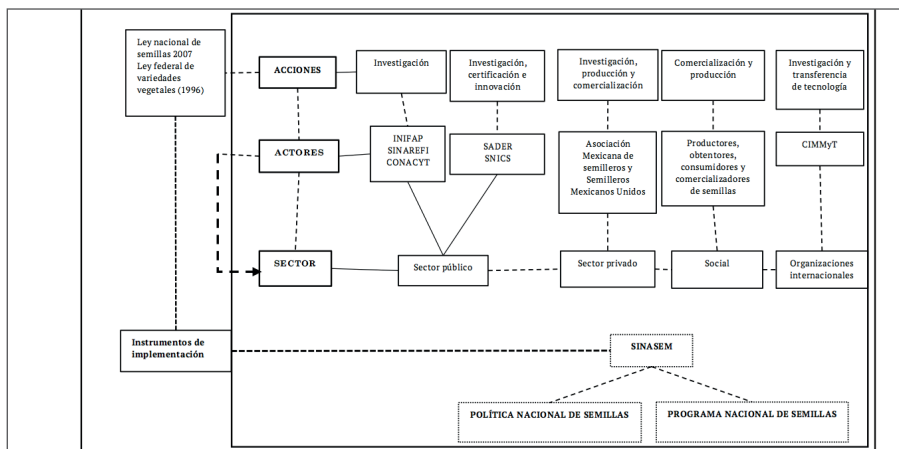 Ley nacional de
semillas 2007
Ley federal de
variedades
vegetales (1996)
ACCIONES
Investigación
Investigación,
certificación e
innovación
Investigación,
producción y
comercialización
Comercialización y
producción
Investigación y
transferencia
de tecnología
ACTORES
INIFAP
SINAREFI
CONACYT
SADER
SNICS
Asociación
Mexicana de
semilleros y
Semilleros
Mexicanos Unidos
Productores,
obtentores,
consumidores y
comercializadores
de semillas
CIMMyT
SECTOR
Sector público
Sector privado
Social
Organizaciones
internacionales
Instrumentos de
implementación
SINASEM
POLÍTICA NACIONAL DE SEMILLAS
PROGRAMA NACIONAL DE SEMILLAS